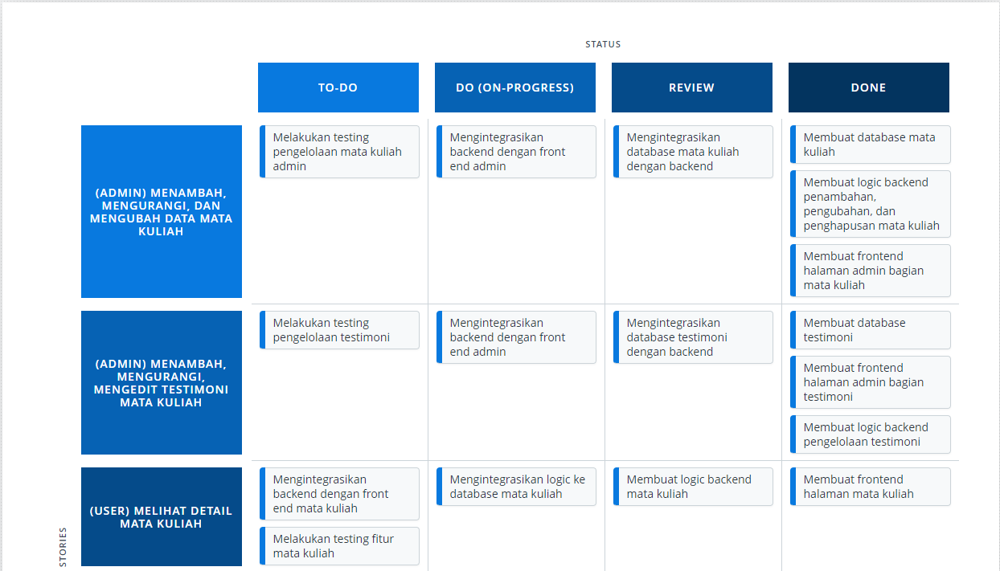 STATUS
TO-DO
DO (ON-PROGRESS)
REVIEW
DONE
(ADMIN) MENAMBAH,
MENGURANGI, DAN
MENGUBAH DATA MATA
KULIAH
Melakukan testing
pengelolaan mata kuliah
admin
Mengintegrasikan
backend dengan front
end admin
Mengintegrasikan
database mata kuliah
dengan backend
Membuat database mata
kuliah
Membuat logic backend
penambahan,
pengubahan, dan
penghapusan mata kuliah
Membuat frontend
halaman admin bagian
mata kuliah
(ADMIN) MENAMBAH,
MENGURANGI,
MENGEDIT TESTIMONI
MATA KULIAH
Melakukan testing
pengelolaan testimoni
Mengintegrasikan
backend dengan front
end admin
Mengintegrasikan
database testimoni
dengan backend
Membuat database
testimoni
Membuat frontend
halaman admin bagian
testimoni
Membuat logic backend
pengelolaan testimoni
STORIES
(USER) MELIHAT DETAIL
MATA KULIAH
Mengintegrasikan
backend dengan front
end mata kuliah
Melakukan testing fitur
mata kuliah
Mengintegrasikan logic ke
database mata kuliah
Membuat logic backend
mata kuliah
Membuat frontend
halaman mata kuliah